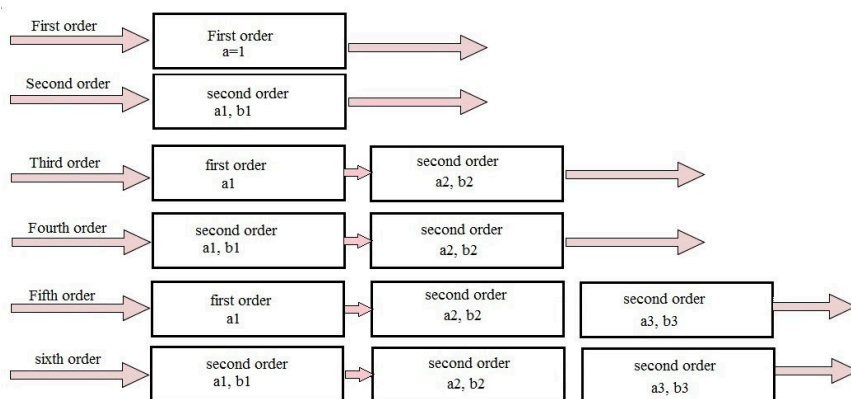 First order
First order
a=1
Second order
second order
a1, b1
Third order
first order
a1
second order
a2, b2
Fourth order
second order
a1, b1
second order
a2, b2
Fifth order
first order
a1
second order
a2, b2
second order
a3, b3
sixth order
second order
a1, b1
second order
a2, b2
second order
a3, b3